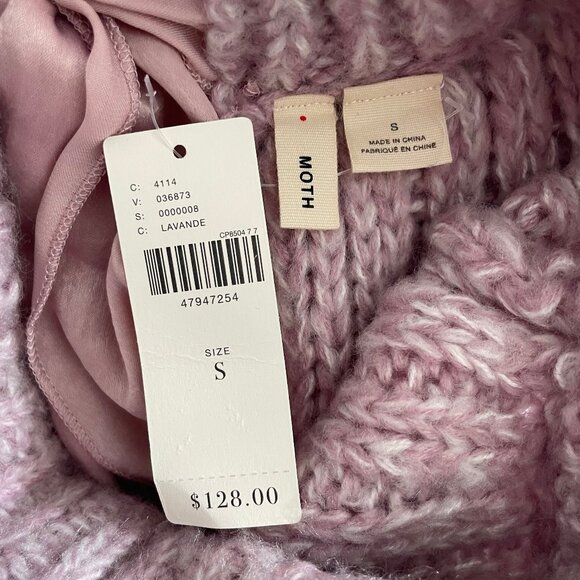 C: 4114
V: 036873
S: 0000008
C: LAVANDE
CP8504 7 7
47947254
SIZE
S
$128.00
MOTH
S
MADE IN CHINA
FABRIQUÉ EN CHINE